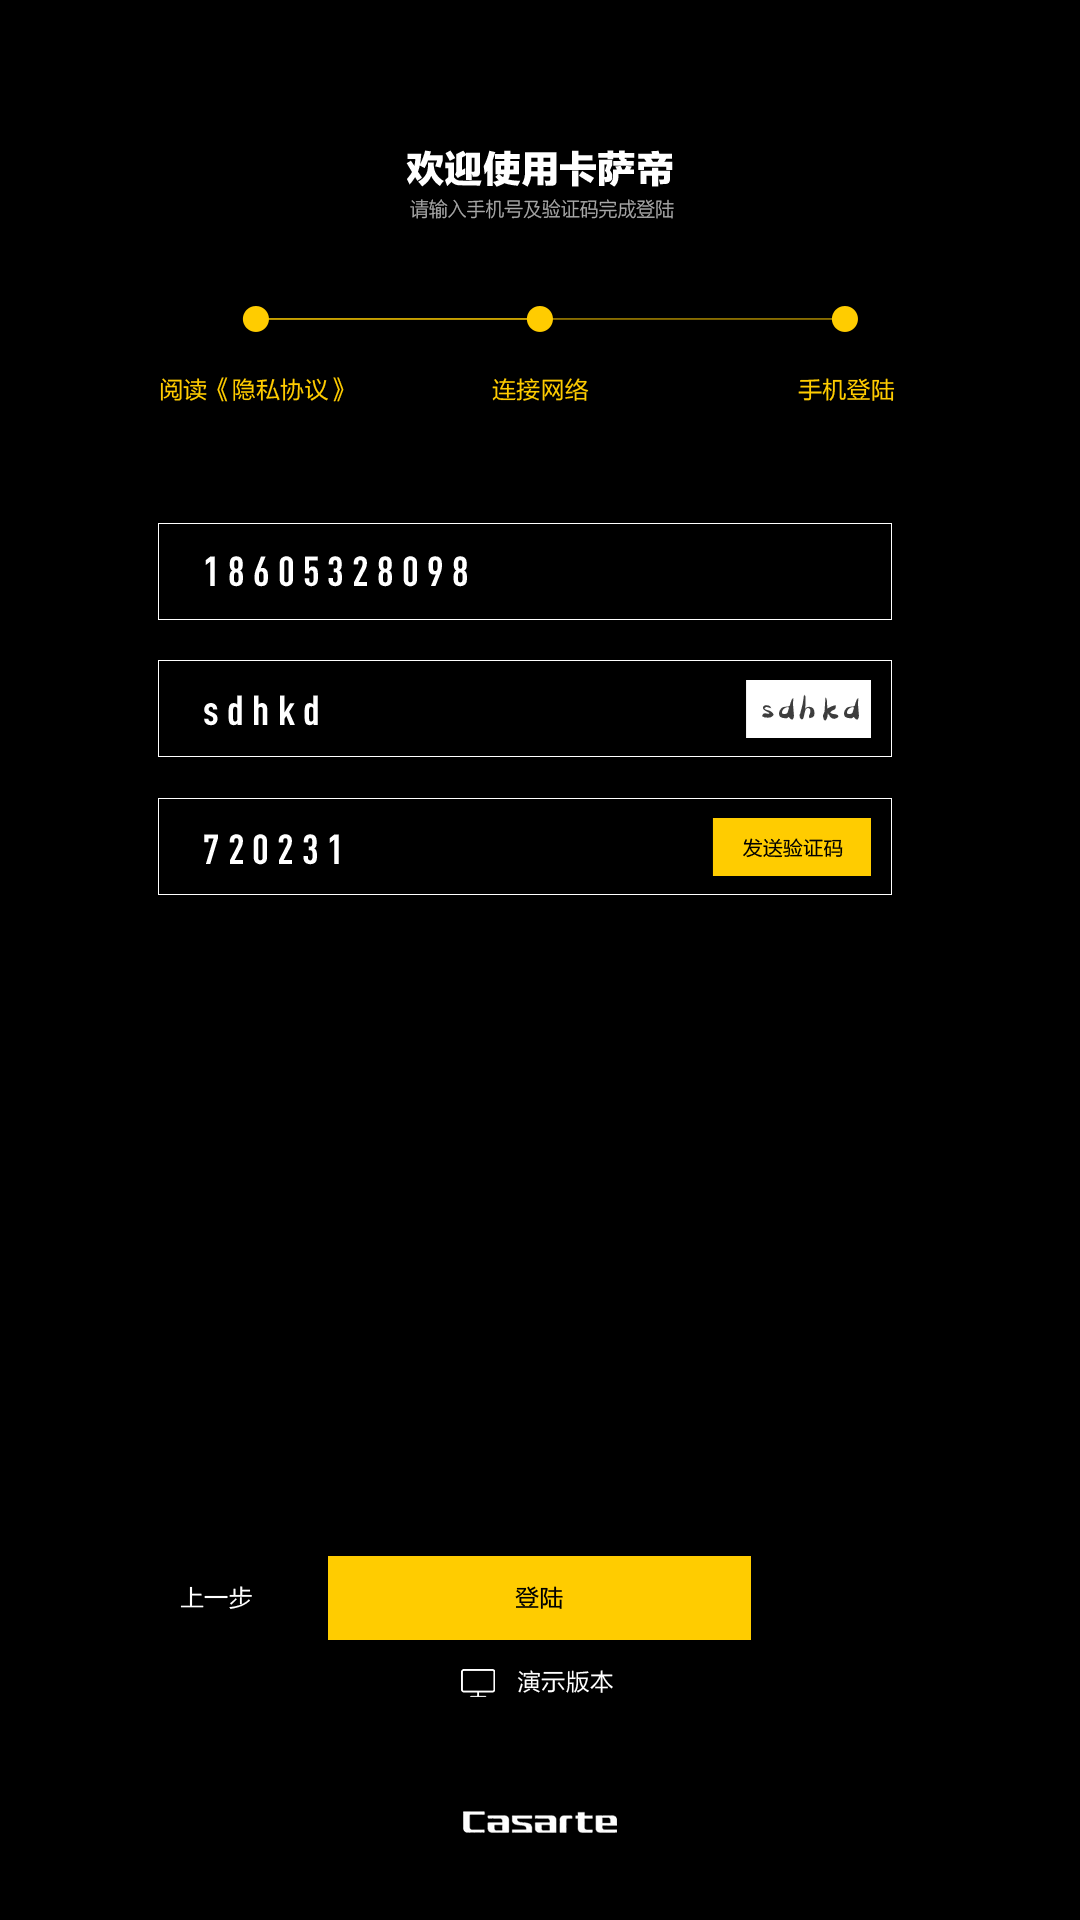 欢迎使用卡萨帝
请输入手机号及验证码完成登陆
阅读《隐私协议》 连接网络 手机登陆
18605328098
sdhkd sdhkd
720231 发送验证码
上一步 登陆
演示版本
Casarte